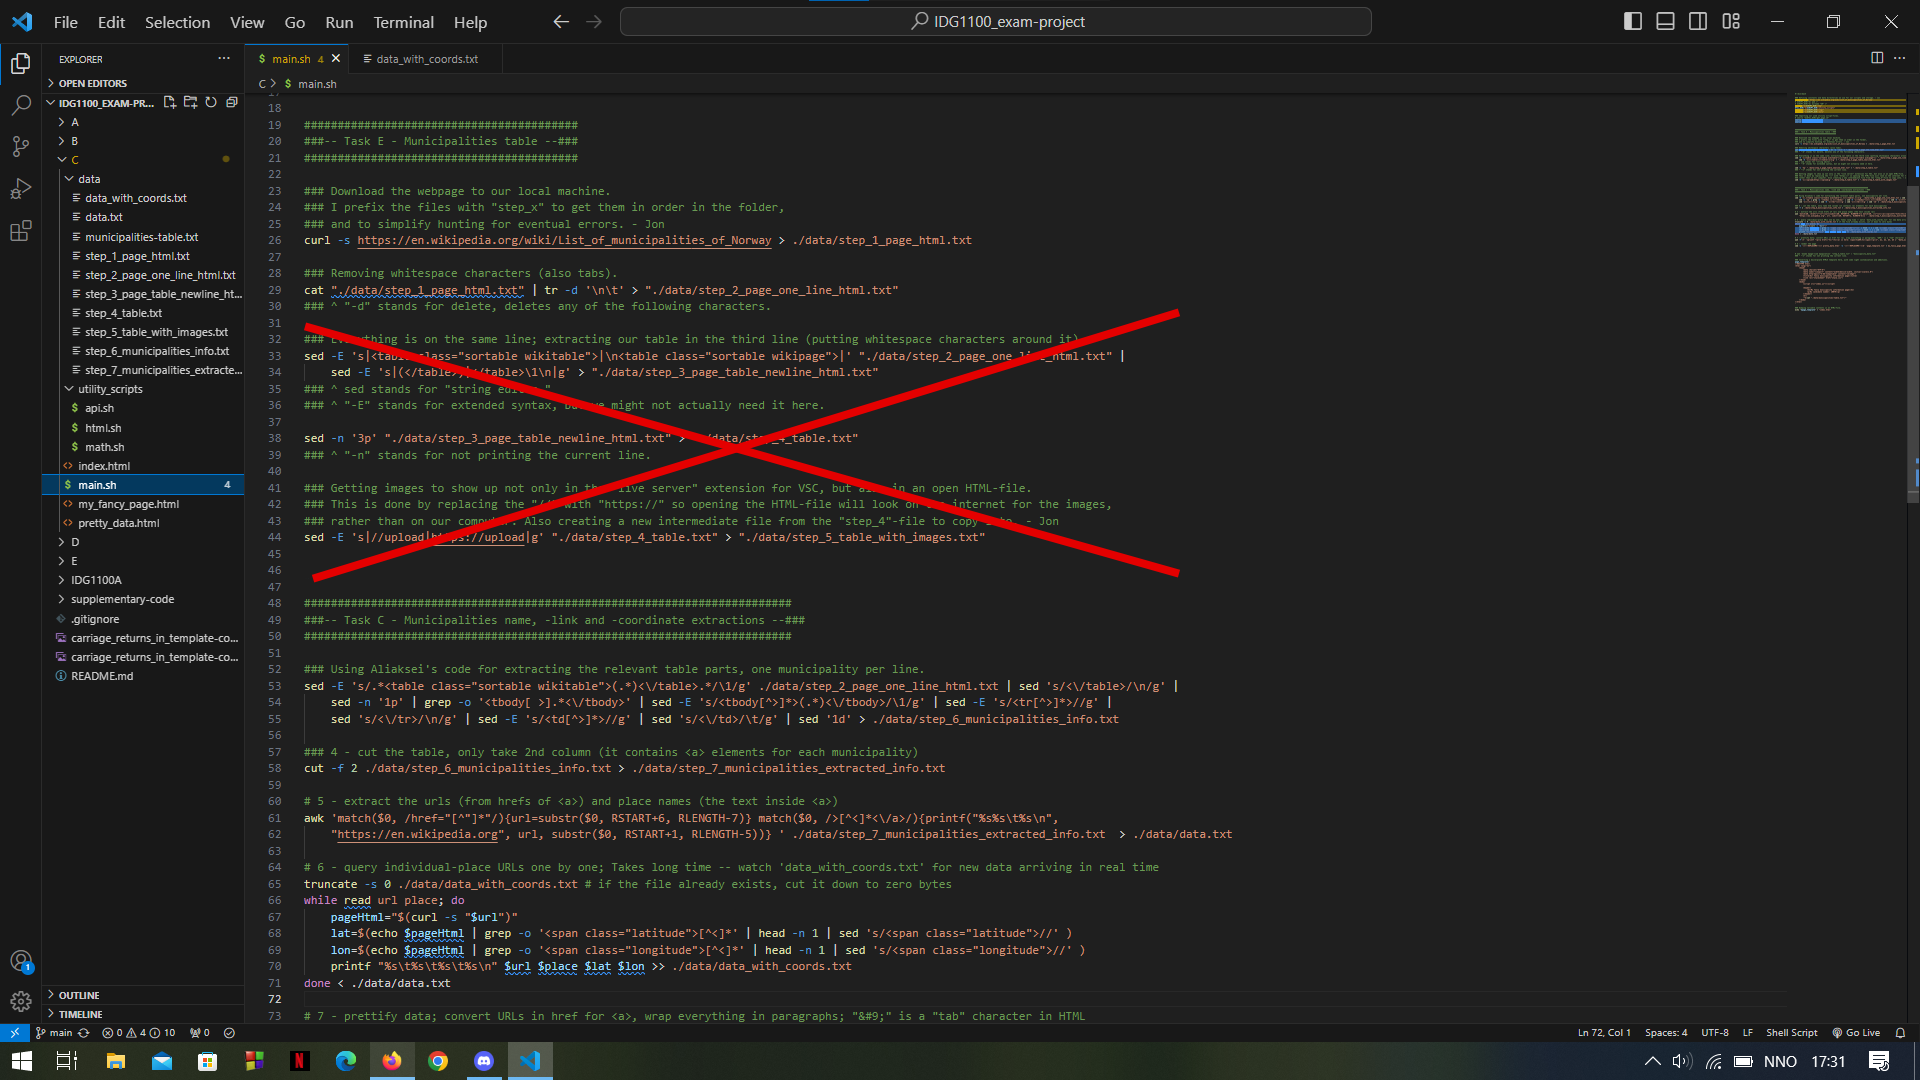 File Edit Selection View Go Run Terminal Help
IDG1100_exam-project
EXPLORER
OPEN EDITORS
IDG1100_EXAM-PR...
A
B
C
data
data_with_coords.txt
data.txt
municipalities-table.txt
step_1_page_html.txt
step_2_page_one_line_html.txt
step_3_page_table_newline_ht...
step_4_table.txt
step_5_table_with_images.txt
step_6_municipalities_info.txt
step_7_municipalities_extracte...
utility_scripts
$ api.sh
$ html.sh
$ math.sh
index.html
$ main.sh 4
my_fancy_page.html
pretty_data.html
D
E
IDG1100A
supplementary-code
.gitignore
carriage_returns_in_template-co...
carriage_returns_in_template-co...
README.md
OUTLINE
TIMELINE
$ main.sh 4
data_with_coords.txt
C > $ main.sh
18
19 #########################################
20 ###-- Task E - Municipalities table --###
21 #########################################
22
23 ### Download the webpage to our local machine.
24 ### I prefix the files with "step_x" to get them in order in the folder,
25 ### and to simplify hunting for eventual errors. - Jon
26 curl -s https://en.wikipedia.org/wiki/List_of_municipalities_of_Norway > ./data/step_1_page_html.txt
27
28 ### Removing whitespace characters (also tabs).
29 cat "./data/step_1_page_html.txt" | tr -d '\n\t' > "./data/step_2_page_one_line_html.txt"
30 ### ^ "-d" stands for delete, deletes any of the following characters.
31
32 ### Everything is on the same line; extracting our table in the third line (putting whitespace characters around it)
33 sed -E 's|<table class="sortable wikitable">|\n<table class="sortable wikipage">|' "./data/step_2_page_one_line_html.txt" |
34 sed -E 's|(</table>)|</table>\1\n|g' > "./data/step_3_page_table_newline_html.txt"
35 ### ^ sed stands for "string editor."
36 ### ^ "-E" stands for extended syntax, but we might not actually need it here.
37
38 sed -n '3p' "./data/step_3_page_table_newline_html.txt" > "./data/step_4_table.txt"
39 ### ^ "-n" stands for not printing the current line.
40
41 ### Getting images to show up not only in the "live server" extension for VSC, but also in an open HTML-file.
42 ### This is done by replacing the "//" with "https://" so opening the HTML-file will look on the internet for the images,
43 ### rather than on our computer. Also creating a new intermediate file from the "step_4"-file to copy into. - Jon
44 sed -E 's|//upload|https://upload|g' "./data/step_4_table.txt" > "./data/step_5_table_with_images.txt"
45
46
47
48 #########################################################################
49 ###-- Task C - Municipalities name, -link and -coordinate extractions --###
50 #########################################################################
51
52 ### Using Aliaksei's code for extracting the relevant table parts, one municipality per line.
53 sed -E 's/.*<table class="sortable wikitable">(.*)<\/table>.*/\1/g' ./data/step_2_page_one_line_html.txt | sed 's/<\/table>/\n/g' |
54 sed -n '1p' | grep -o '<tbody[ >].*<\/tbody>' | sed -E 's/<tbody[^>]*>(.*)<\/tbody>/\1/g' | sed -E 's/<tr[^>]*>//g' |
55 sed 's/<\/tr>/\n/g' | sed -E 's/<td[^>]*>//g' | sed 's/<\/td>/\t/g' | sed '1d' > ./data/step_6_municipalities_info.txt
56
57 ### 4 - cut the table, only take 2nd column (it contains <a> elements for each municipality)
58 cut -f 2 ./data/step_6_municipalities_info.txt > ./data/step_7_municipalities_extracted_info.txt
59
60 # 5 - extract the urls (from hrefs of <a>) and place names (the text inside <a>)
61 awk 'match($0, /href="[^"]*"/){url=substr($0, RSTART+6, RLENGTH-7)} match($0, />[^<]*<\/a>/){printf("%s%s\t%s\n",
62 "https://en.wikipedia.org", url, substr($0, RSTART+1, RLENGTH-5))} ' ./data/step_7_municipalities_extracted_info.txt > ./data/data.txt
63
64 # 6 - query individual-place URLs one by one; Takes long time -- watch 'data_with_coords.txt' for new data arriving in real time
65 truncate -s 0 ./data/data_with_coords.txt # if the file already exists, cut it down to zero bytes
66 while read url place; do
67 pageHtml="$(curl -s "$url")"
68 lat=$(echo $pageHtml | grep -o '<span class="latitude">[^<]*' | head -n 1 | sed 's/<span class="latitude">//' )
69 lon=$(echo $pageHtml | grep -o '<span class="longitude">[^<]*' | head -n 1 | sed 's/<span class="longitude">//' )
70 printf "%s\t%s\t%s\t%s\n" $url $place $lat $lon >> ./data/data_with_coords.txt
71 done < ./data/data.txt
72
73 # 7 - prettify data; convert URLs in href for <a>, wrap everything in paragraphs; "&#9;" is a "tab" character in HTML
main 0 4 10 0
Ln 72, Col 1 Spaces: 4 UTF-8 LF Shell Script Go Live
NNO 17:31